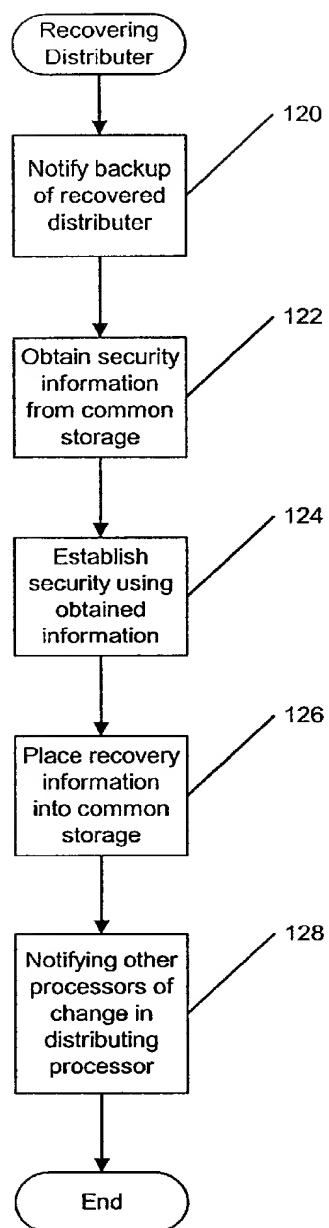 Recovering
Distributer
120
Notify backup
of recovered
distributer
122
Obtain security
information
from common
storage
124
Establish
security using
obtained
information
126
Place recovery
information
into common
storage
128
Notifying other
processors of
change in
distributing
processor
End